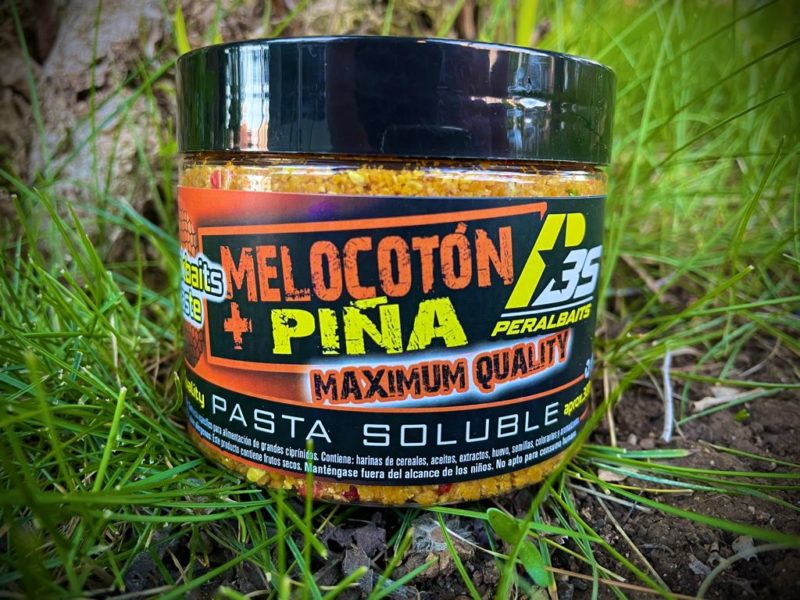 Baits
MELOCOTÓN
+ PIÑA
P3S
PERALBAITS
MAXIMUM QUALITY
PASTA SOLUBLE
para alimentación de grandes ciprínidos. Contiene: harinas de cereales, aceites, extractos, huevo, semillas, colorantes y
Este producto contiene frutos secos. Manténgase fuera del alcance de los niños. No apto para consumo humano.